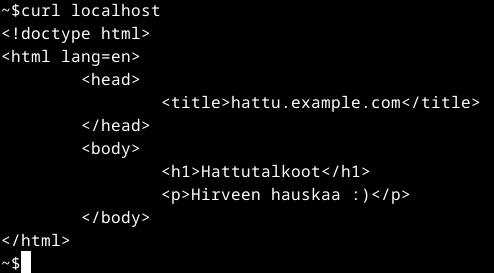 ~$curl localhost
<!doctype html>
<html lang=en>
        <head>
                <title>hattu.example.com</title>
        </head>
        <body>
                <h1>Hattutalkoot</h1>
                <p>Hirveen hauskaa :)</p>
        </body>
</html>
~$